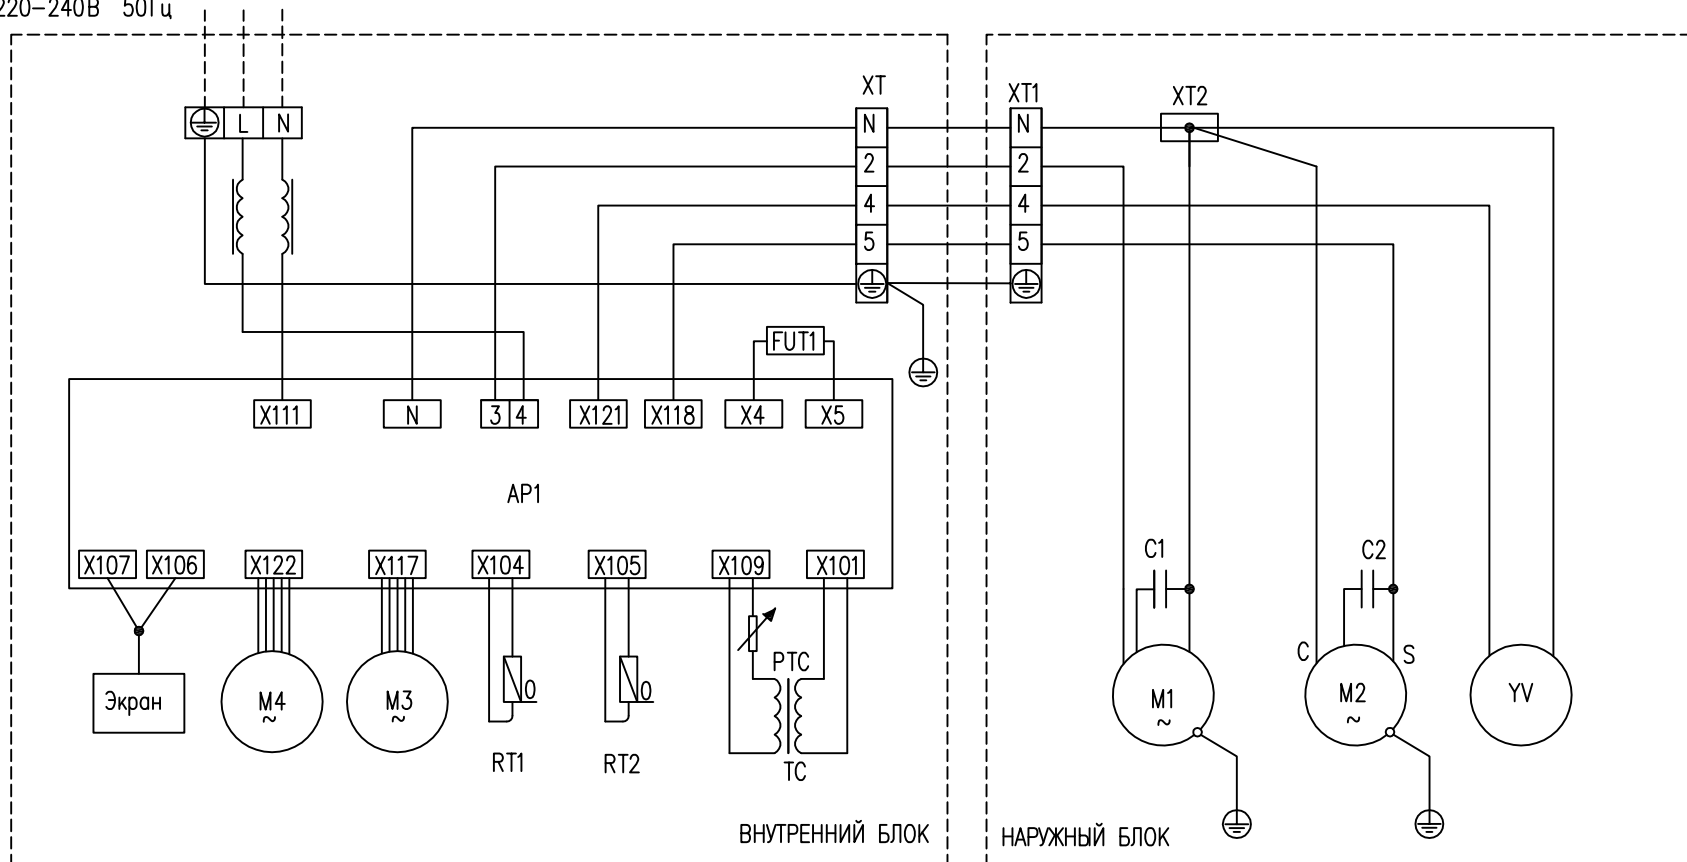 220-240В 50Гц
L N
XT
N
2
4
5
XT1
N
2
4
5
XT2
FUT1
X111 N 3 4 X121 X118 X4 X5
AP1
X107 X106 X122 X117 X104 X105 X109 X101
Экран
M4
~
M3
~
0
RT1
0
RT2
PTC
TC
C1
M1
~
C2
C S
M2
~
YV
ВНУТРЕННИЙ БЛОК
НАРУЖНЫЙ БЛОК